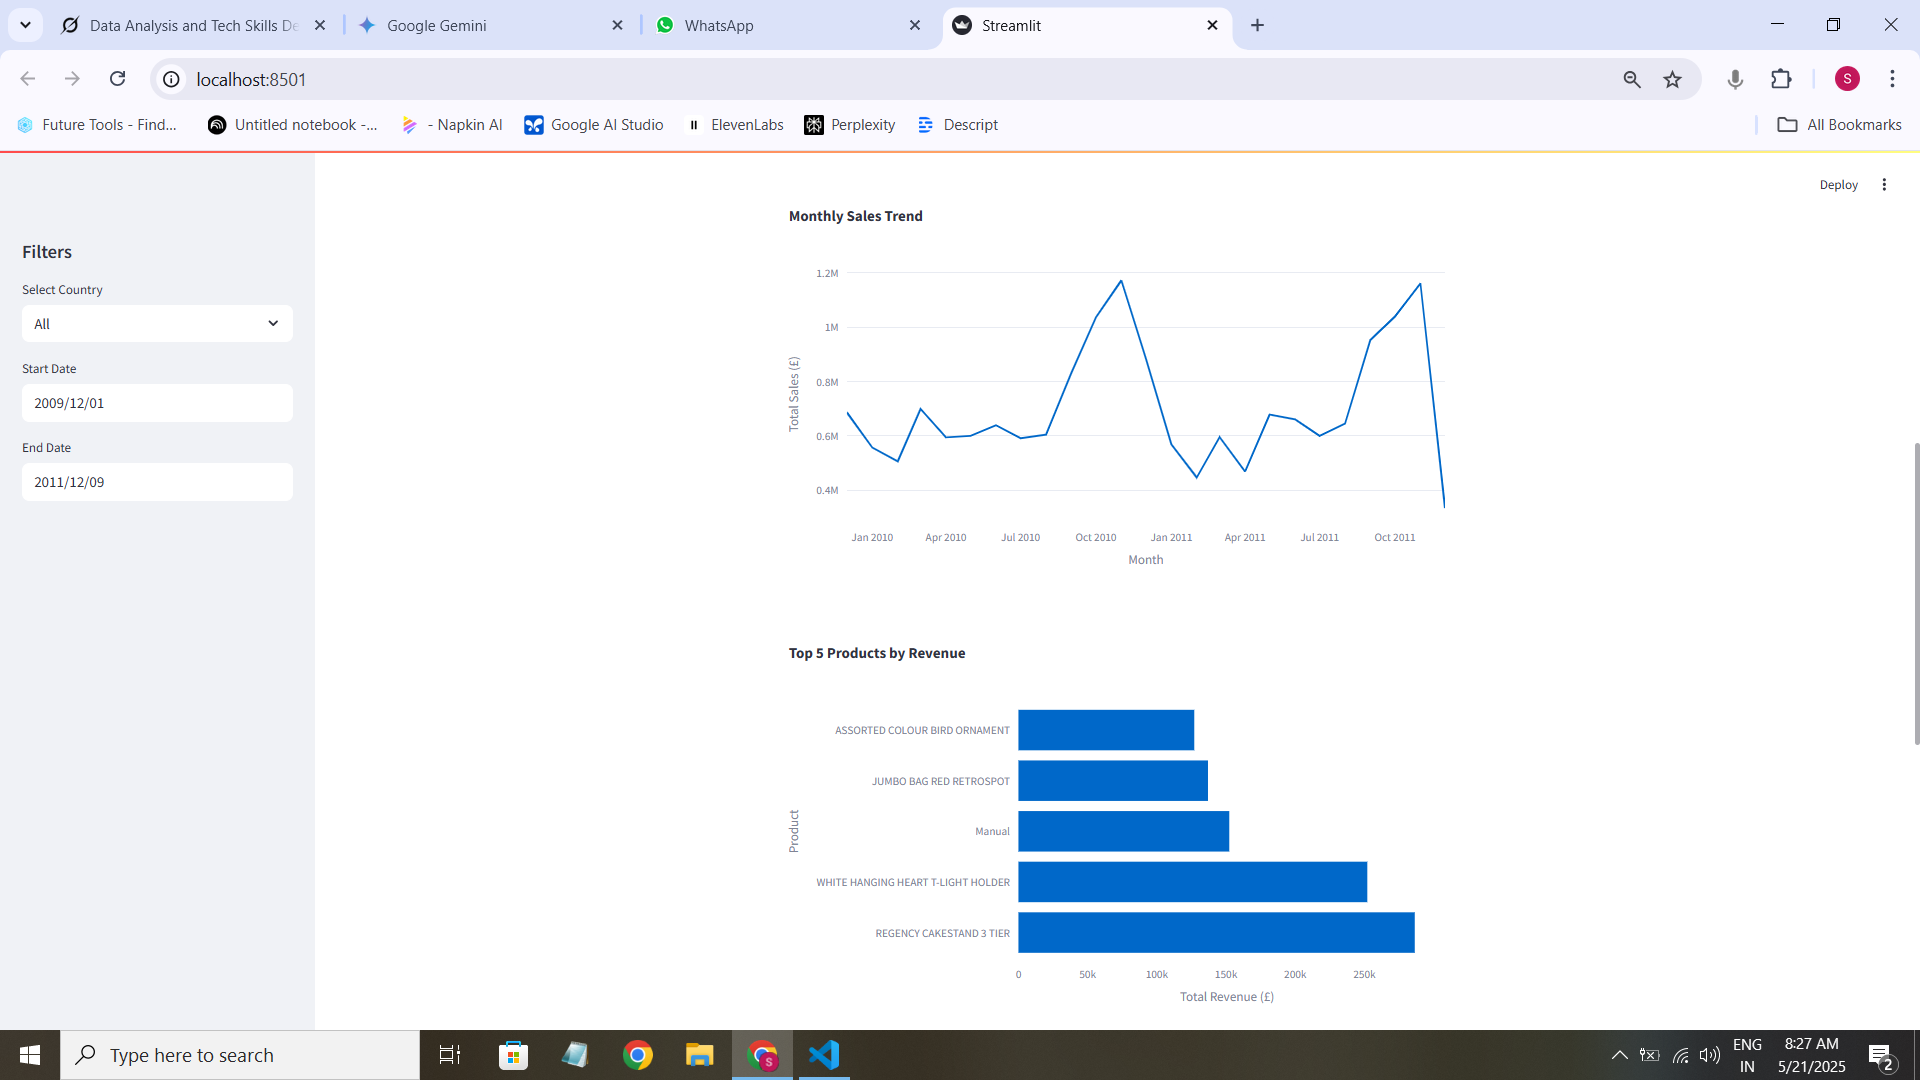 Data Analysis and Tech Skills De
Google Gemini
WhatsApp
Streamlit
localhost:8501
S
Future Tools - Find...
Untitled notebook -...
- Napkin AI
Google AI Studio
ElevenLabs
Perplexity
Descript
All Bookmarks
Deploy
Filters
Select Country
All
Start Date
2009/12/01
End Date
2011/12/09
Monthly Sales Trend
1.2M
1M
0.8M
0.6M
0.4M
Total Sales (£)
Jan 2010 Apr 2010 Jul 2010 Oct 2010 Jan 2011 Apr 2011 Jul 2011 Oct 2011
Month
Top 5 Products by Revenue
Product
ASSORTED COLOUR BIRD ORNAMENT
JUMBO BAG RED RETROSPOT
Manual
WHITE HANGING HEART T-LIGHT HOLDER
REGENCY CAKESTAND 3 TIER
0 50k 100k 150k 200k 250k
Total Revenue (£)
Type here to search
S
ENG
IN
8:27 AM
5/21/2025
2